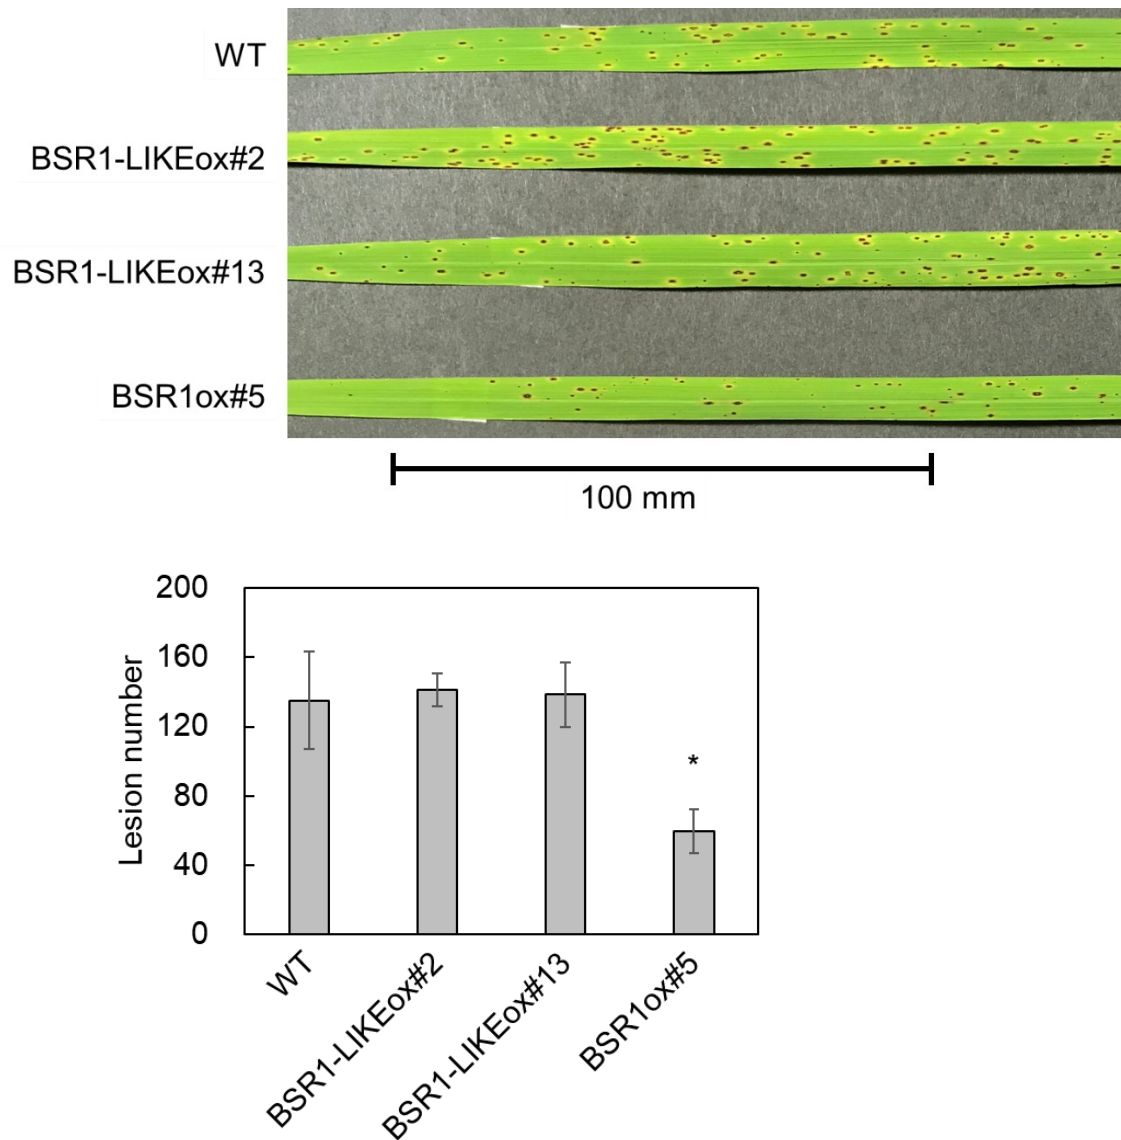 WT
BSR1-LIKEox#2
BSR1-LIKEox#13
BSR1ox#5
100 mm
200
160
120
80
40
0
Lesion number
*
WT
BSR1-LIKEox#2
BSR1-LIKEox#13
BSR1ox#5